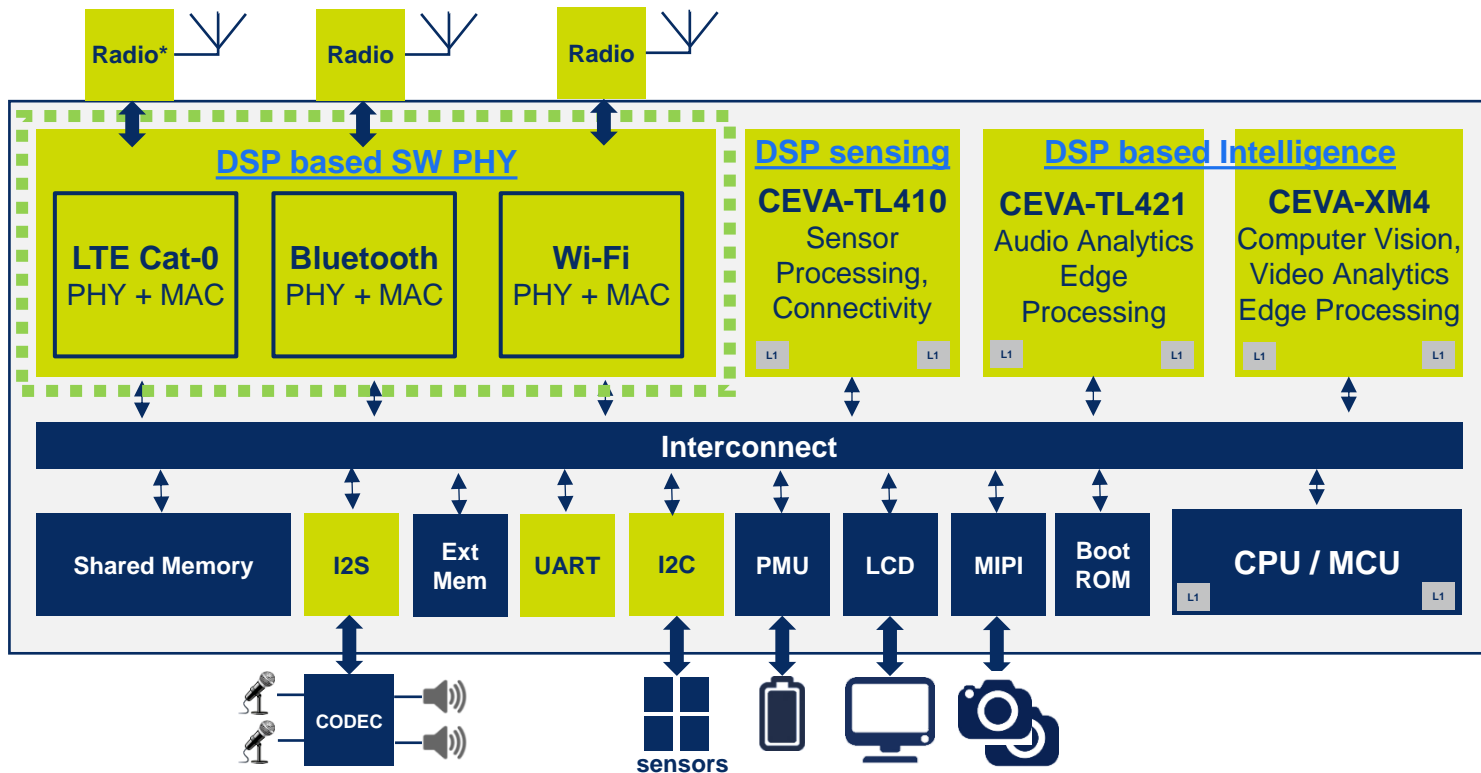 Radio*
Radio
Radio
DSP based SW PHY
LTE Cat-0
PHY + MAC
Bluetooth
PHY + MAC
Wi-Fi
PHY + MAC
DSP sensing
CEVA-TL410
Sensor
Processing,
Connectivity
L1
L1
DSP based Intelligence
CEVA-TL421
Audio Analytics
Edge
Processing
L1
L1
CEVA-XM4
Computer Vision,
Video Analytics
Edge Processing
L1
L1
Interconnect
Shared Memory
I2S
Ext
Mem
UART
I2C
PMU
LCD
MIPI
Boot
ROM
CPU / MCU
L1
L1
CODEC
sensors